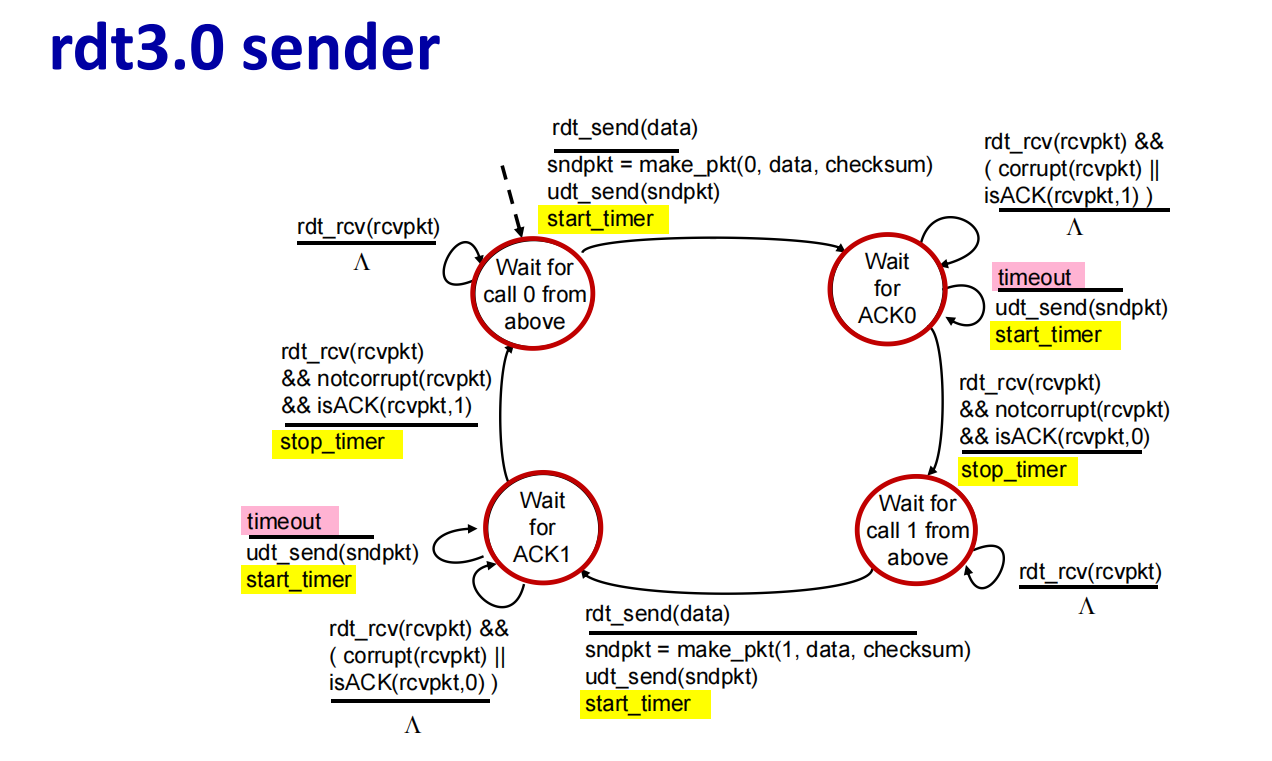 rdt3.0 sender
rdt_send(data)
sndpkt = make_pkt(0, data, checksum)
udt_send(sndpkt)
start_timer
rdt_rcv(rcvpkt) &&
( corrupt(rcvpkt) ||
isACK(rcvpkt,1) )
Λ
rdt_rcv(rcvpkt)
Λ
Wait for
call 0 from
above
Wait
for
ACK0
timeout
udt_send(sndpkt)
start_timer
rdt_rcv(rcvpkt)
&& notcorrupt(rcvpkt)
&& isACK(rcvpkt,1)
stop_timer
rdt_rcv(rcvpkt)
&& notcorrupt(rcvpkt)
&& isACK(rcvpkt,0)
stop_timer
Wait
for
ACK1
Wait for
call 1 from
above
timeout
udt_send(sndpkt)
start_timer
rdt_rcv(rcvpkt)
Λ
rdt_rcv(rcvpkt) &&
( corrupt(rcvpkt) ||
isACK(rcvpkt,0) )
Λ
rdt_send(data)
sndpkt = make_pkt(1, data, checksum)
udt_send(sndpkt)
start_timer